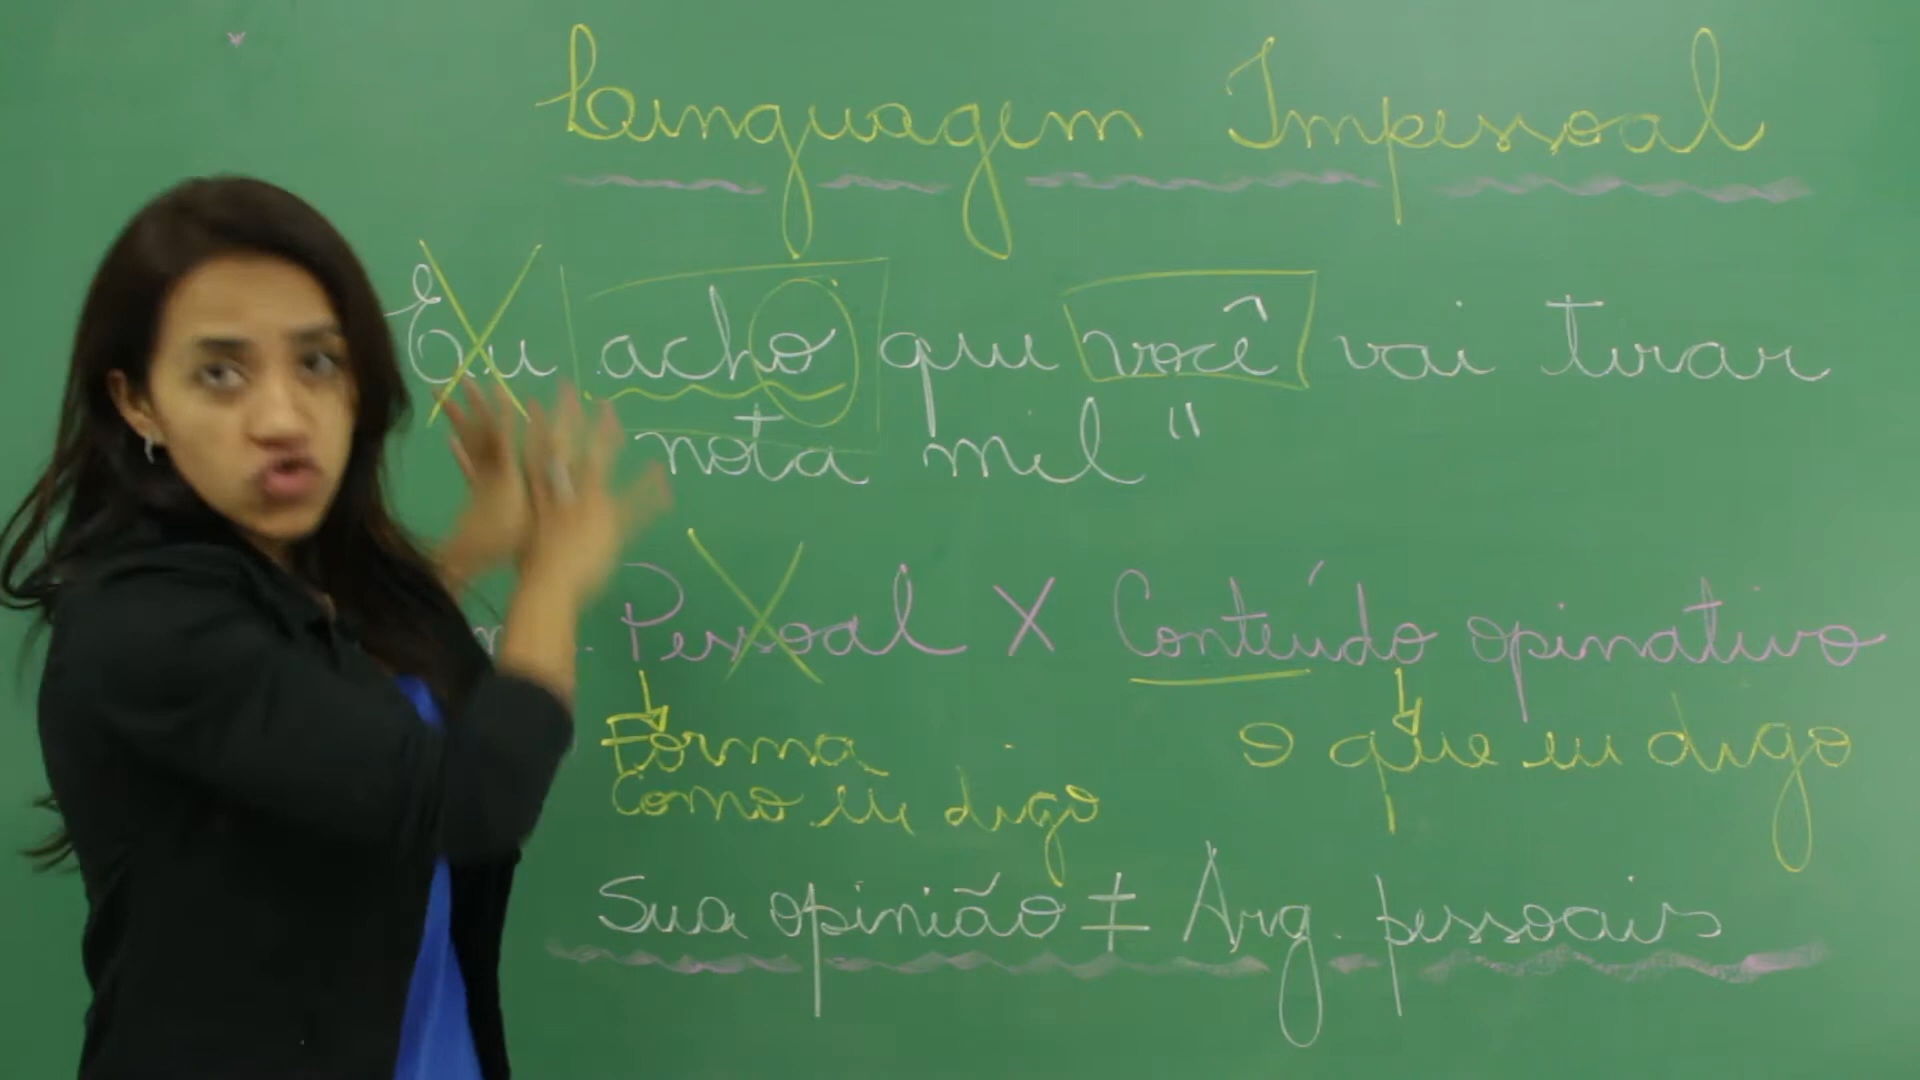 Linguagem Impessoal
Eu acho que você vai tirar
nota mil"
Pessoal X Conteúdo opinativo
Forma o que eu digo
Como eu digo
Sua opinião ≠ Arg. pessoais